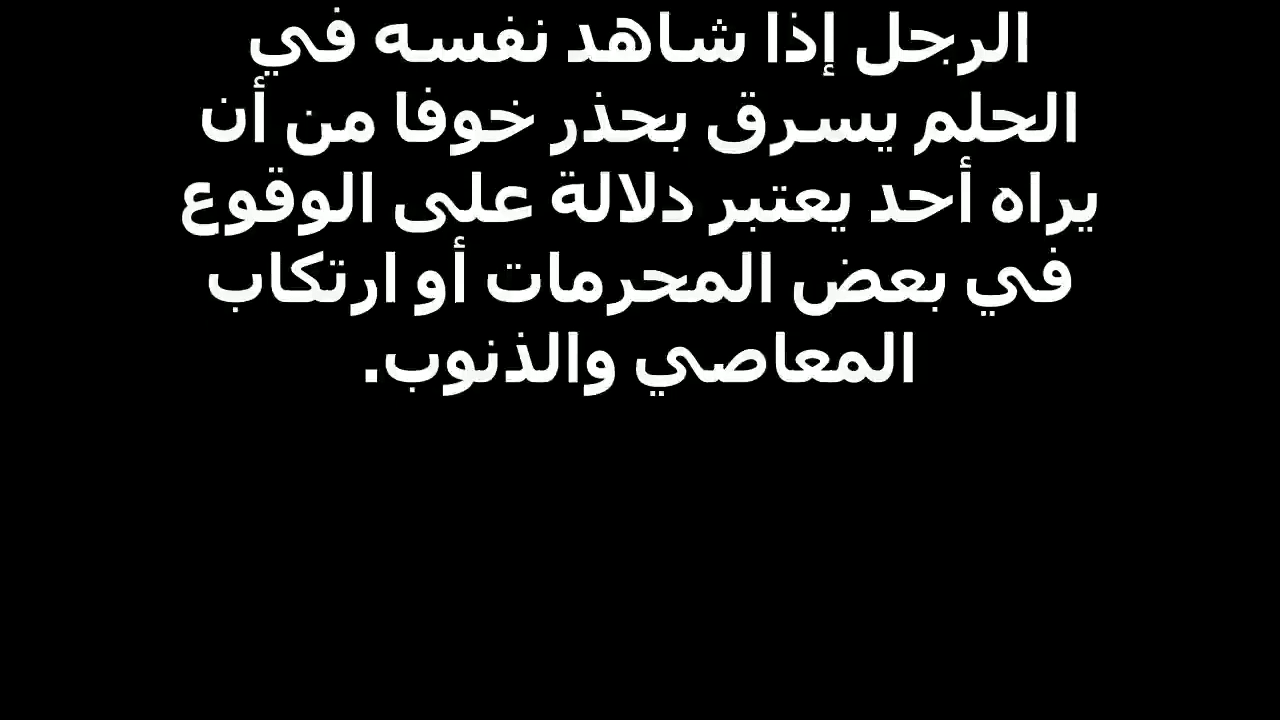 الرجل إذا شاهد نفسه في
الحلم يسرق بحذر خوفا من أن
يراه أحد يعتبر دلالة على الوقوع
في بعض المحرمات أو ارتكاب
المعاصي والذنوب.